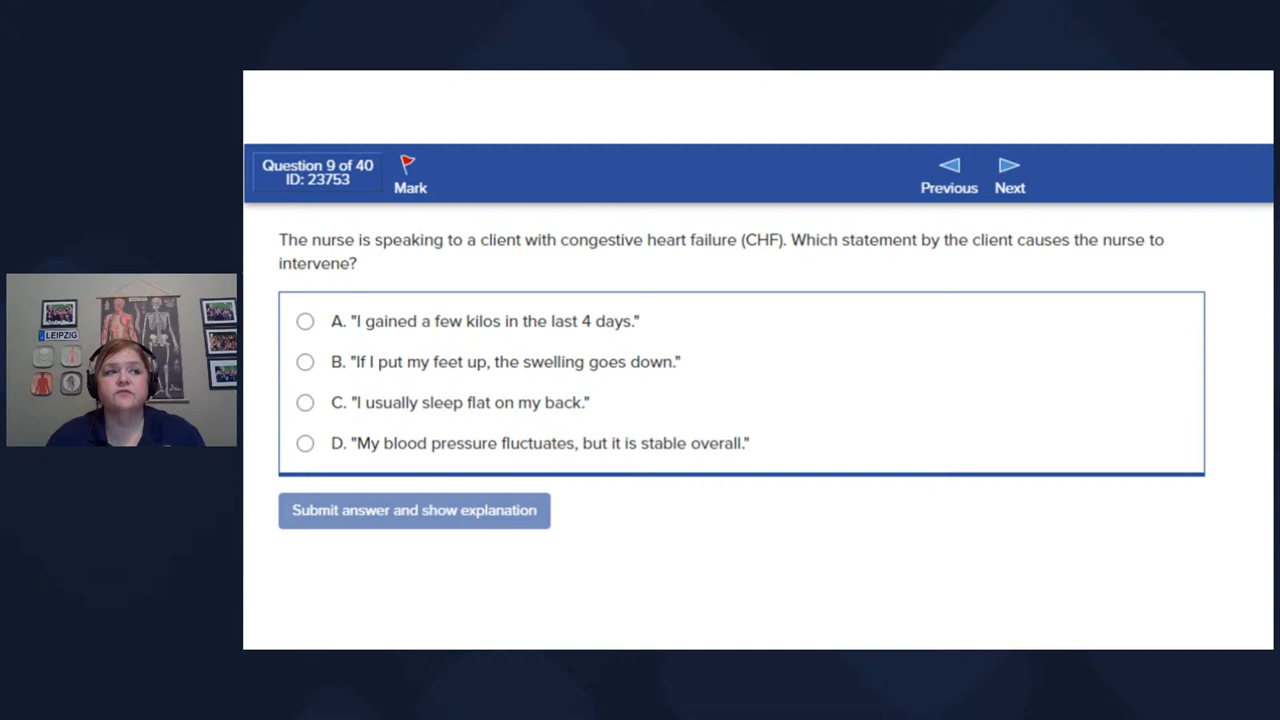 Question 9 of 40
ID: 23753
Mark
Previous
Next
The nurse is speaking to a client with congestive heart failure (CHF). Which statement by the client causes the nurse to
intervene?
A. "I gained a few kilos in the last 4 days."
B. "If I put my feet up, the swelling goes down."
C. "I usually sleep flat on my back."
D. "My blood pressure fluctuates, but it is stable overall."
Submit answer and show explanation
LEIPZIG